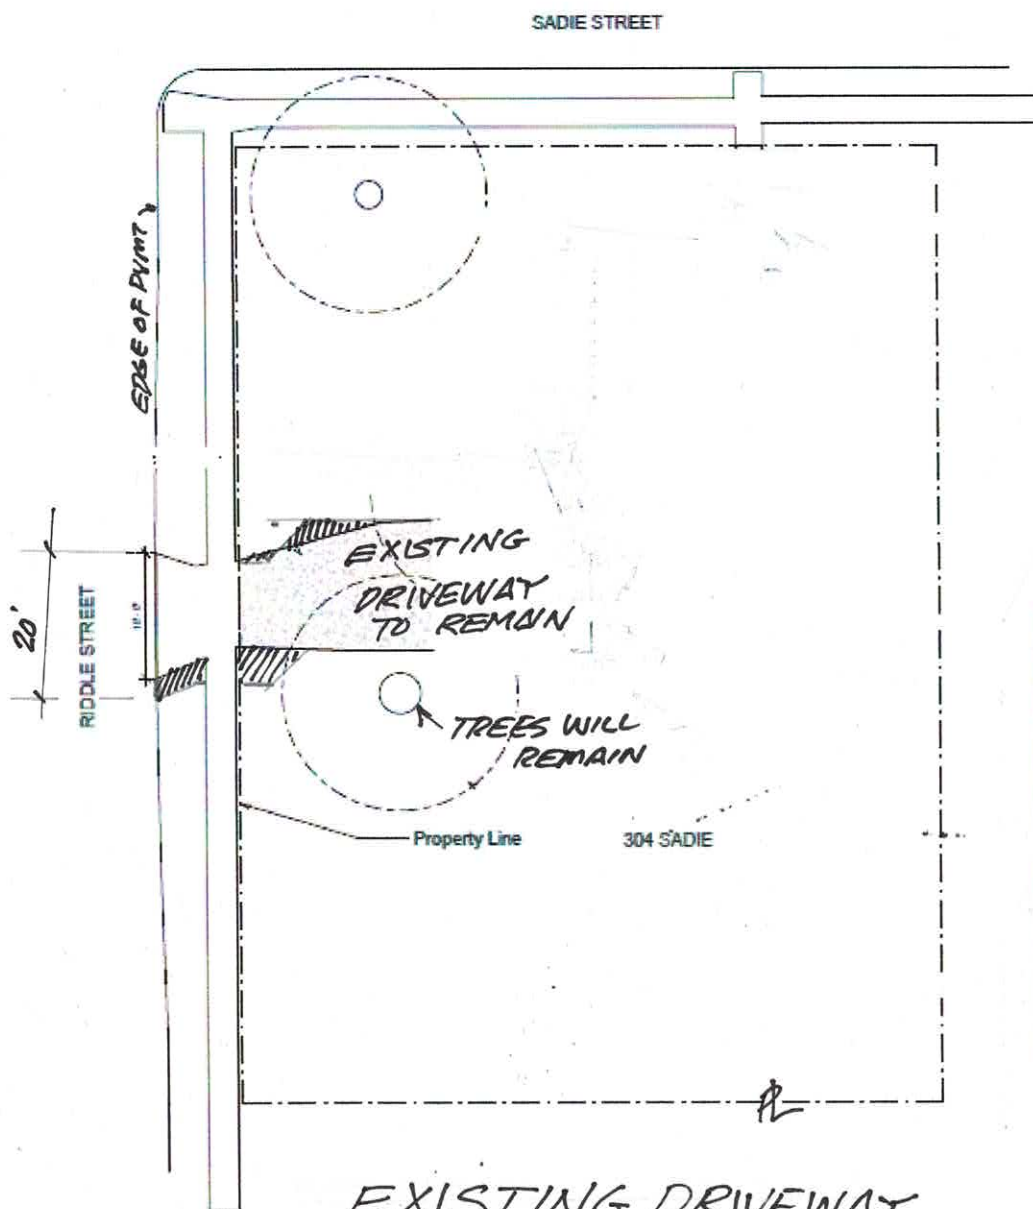 SADIE STREET
EDGE OF PVMT
20'
RIDDLE STREET
EXISTING
DRIVEWAY
TO REMAIN
TREES WILL
REMAIN
Property Line
304 SADIE
PL
EXISTING DRIVEWAY